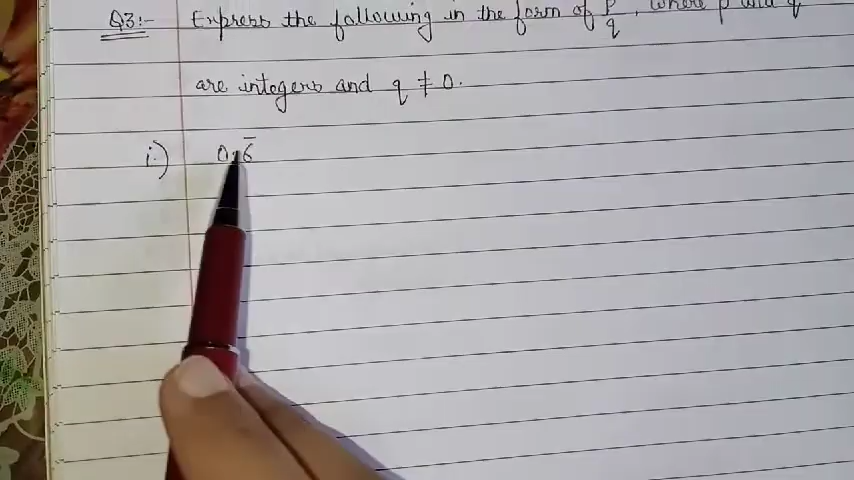 Q3:- Express the following in the form of p/q, where p and q
are integers and q ≠ 0.
i.) 0.6̅